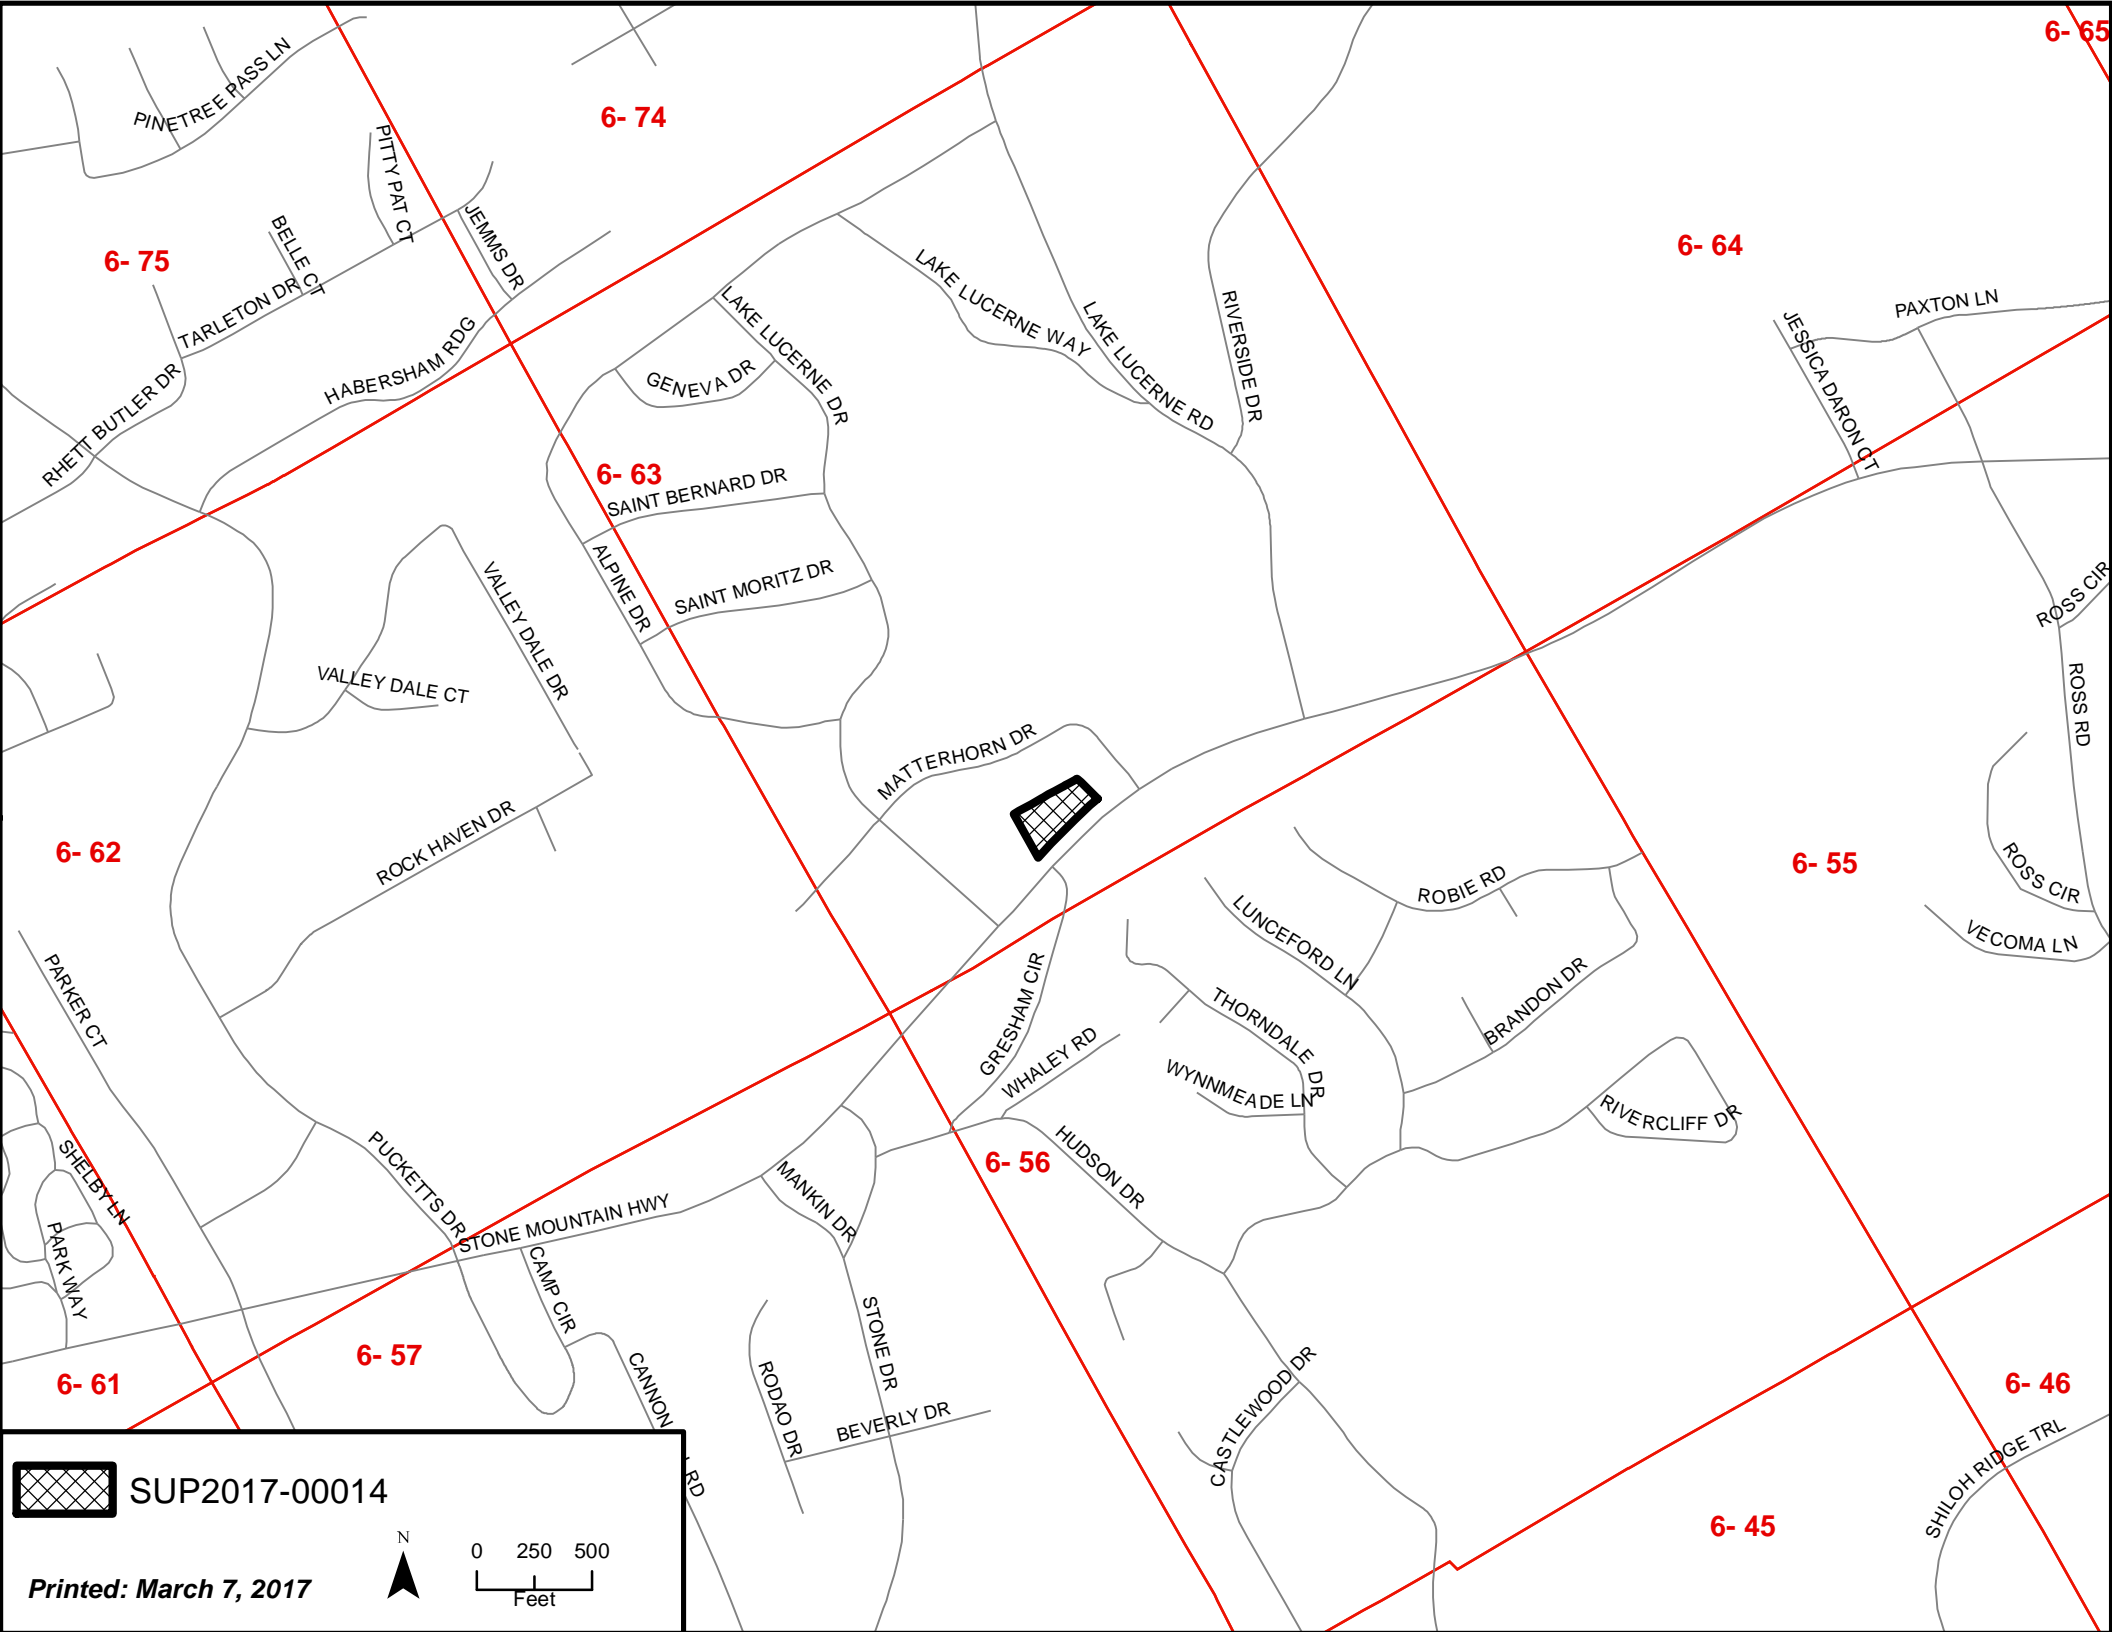 6- 65
PINETREE PASS LN
6- 74
PITTY PAT CT
JEMMS DR
BELLE CT
6- 75
TARLETON DR
HABERSHAM RDG
RHETT BUTLER DR
LAKE LUCERNE WAY
LAKE LUCERNE DR
LAKE LUCERNE RD
GENEVA DR
RIVERSIDE DR
6- 64
PAXTON LN
JESSICA DARON CT
6- 63
SAINT BERNARD DR
ALPINE DR
SAINT MORITZ DR
VALLEY DALE DR
VALLEY DALE CT
ROSS CIR
ROSS RD
MATTERHORN DR
ROCK HAVEN DR
6- 62
6- 55
ROBIE RD
LUNCEFORD LN
ROSS CIR
VECOMA LN
PARKER CT
GRESHAM CIR
THORNDALE DR
BRANDON DR
WHALEY RD
WYNNMEADE LN
RIVERCLIFF DR
SHELBY LN
PUCKETTS DR
HUDSON DR
6- 56
MANKIN DR
STONE MOUNTAIN HWY
PARK WAY
CAMP CIR
STONE DR
6- 57
6- 61
CANNON
RD
RODAO DR
BEVERLY DR
CASTLEWOOD DR
6- 46
SHILOH RIDGE TRL
6- 45
SUP2017-00014
N
0 250 500
Feet
Printed: March 7, 2017